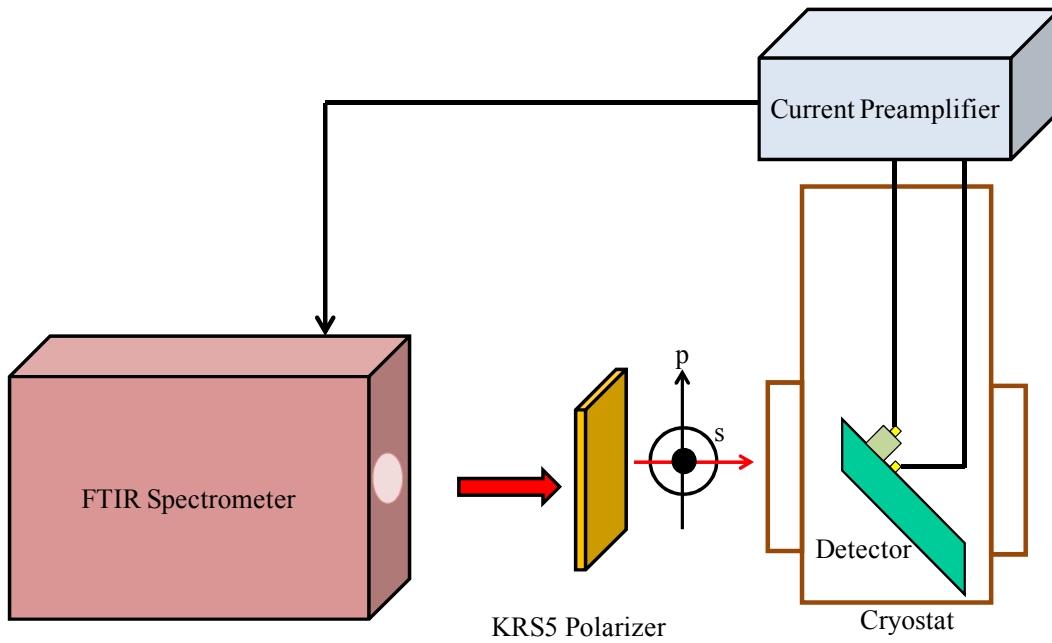 Current Preamplifier
p
s
FTIR Spectrometer
Detector
Cryostat
KRS5 Polarizer